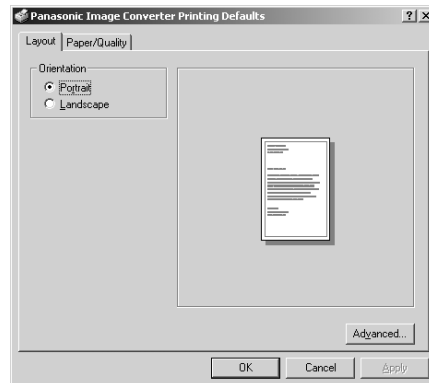 Panasonic Image Converter Printing Defaults
Layout Paper/Quality
Orientation
Portrait
Landscape
Advanced...
OK Cancel Apply